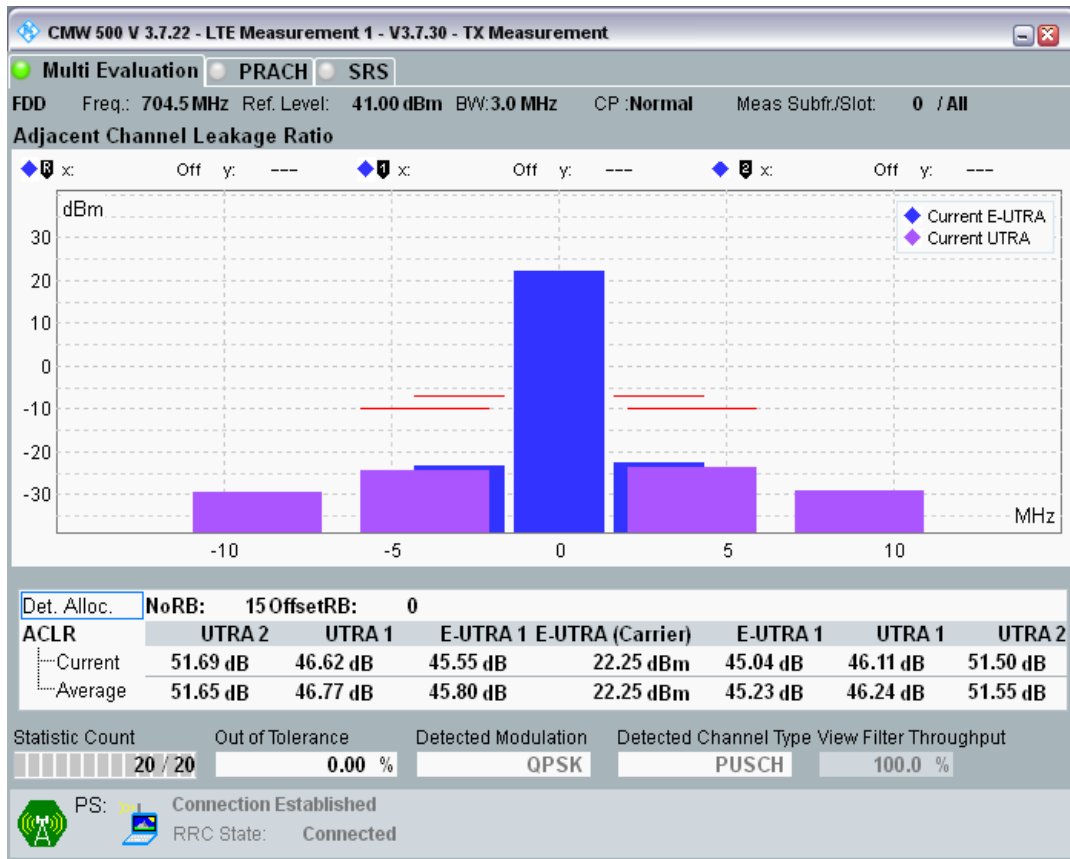 CMW 500 V 3.7.22 - LTE Measurement 1 - V3.7.30 - TX Measurement
Multi Evaluation PRACH SRS
FDD Freq.: 704.5 MHz Ref. Level: 41.00 dBm BW: 3.0 MHz CP :Normal Meas Subfr./Slot: 0 / All
Adjacent Channel Leakage Ratio
R x: Off y: --- 1 x: Off y: --- 2 x: Off y: ---
dBm
Current E-UTRA
Current UTRA
30
20
10
0
-10
-20
-30
MHz
-10 -5 0 5 10
Det. Alloc. NoRB: 15 OffsetRB: 0
ACLR UTRA 2 UTRA 1 E-UTRA 1 E-UTRA (Carrier) E-UTRA 1 UTRA 1 UTRA 2
Current 51.69 dB 46.62 dB 45.55 dB 22.25 dBm 45.04 dB 46.11 dB 51.50 dB
Average 51.65 dB 46.77 dB 45.80 dB 22.25 dBm 45.23 dB 46.24 dB 51.55 dB
Statistic Count Out of Tolerance Detected Modulation Detected Channel Type View Filter Throughput
20 / 20 0.00 % QPSK PUSCH 100.0 %
PS: Connection Established
RRC State: Connected